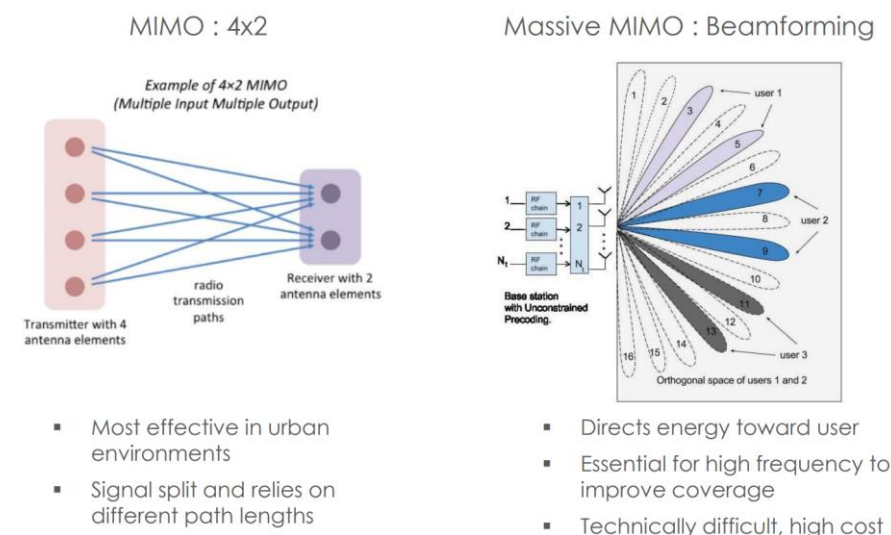 MIMO : 4x2
Example of 4×2 MIMO
(Multiple Input Multiple Output)
radio
transmission
paths
Receiver with 2
antenna elements
Transmitter with 4
antenna elements
▪ Most effective in urban
environments
▪ Signal split and relies on
different path lengths
Massive MIMO : Beamforming
1
2
3
4
5
6
7
8
9
10
11
12
13
14
15
16
user 1
user 2
user 3
Orthogonal space of users 1 and 2
1
RF
chain
1
2
RF
chain
2
Nt
RF
chain
Nt
Base station
with Unconstrained
Precoding.
▪ Directs energy toward user
▪ Essential for high frequency to
improve coverage
▪ Technically difficult, high cost